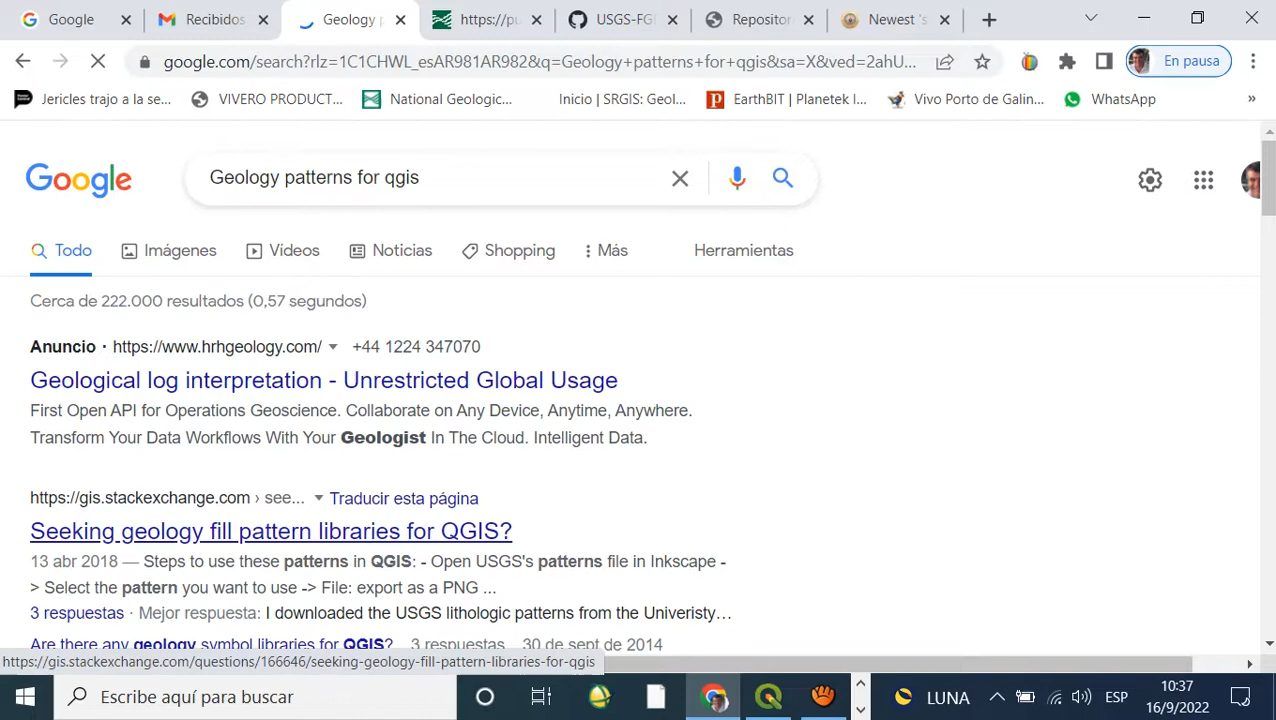 Google
Recibidos
Geology p
https://pu
USGS-FG
Repositor
Newest 's
google.com/search?rlz=1C1CHWL_esAR981AR982&q=Geology+patterns+for+qgis&sa=X&ved=2ahU...
En pausa
Jericles trajo a la se...
VIVERO PRODUCT...
National Geologic...
Inicio | SRGIS: Geol...
EarthBIT | Planetek I...
Vivo Porto de Galin...
WhatsApp
»
Google
Geology patterns for qgis
Todo
Imágenes
Videos
Noticias
Shopping
Más
Herramientas
Cerca de 222.000 resultados (0,57 segundos)
Anuncio · https://www.hrhgeology.com/ +44 1224 347070
Geological log interpretation - Unrestricted Global Usage
First Open API for Operations Geoscience. Collaborate on Any Device, Anytime, Anywhere.
Transform Your Data Workflows With Your Geologist In The Cloud. Intelligent Data.
https://gis.stackexchange.com › see... Traducir esta página
Seeking geology fill pattern libraries for QGIS?
13 abr 2018 — Steps to use these patterns in QGIS: - Open USGS's patterns file in Inkscape -
> Select the pattern you want to use -> File: export as a PNG ...
3 respuestas · Mejor respuesta: I downloaded the USGS lithologic patterns from the Univeristy…
Are there any geology symbol libraries for QGIS? 3 respuestas 30 de sept de 2014
https://gis.stackexchange.com/questions/166646/seeking-geology-fill-pattern-libraries-for-qgis
Escribe aquí para buscar
LUNA
ESP
10:37
16/9/2022